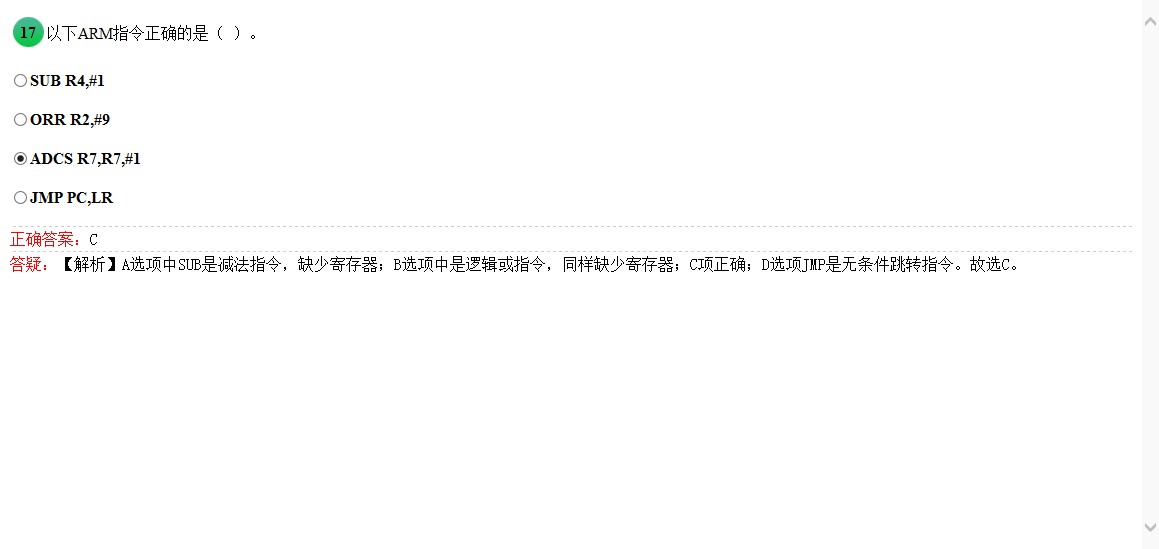 17 以下ARM指令正确的是（ ）。
SUB R4,#1
ORR R2,#9
ADCS R7,R7,#1
JMP PC,LR
正确答案：C
答疑：【解析】A选项中SUB是减法指令，缺少寄存器；B选项中是逻辑或指令，同样缺少寄存器；C项正确；D选项JMP是无条件跳转指令。故选C。